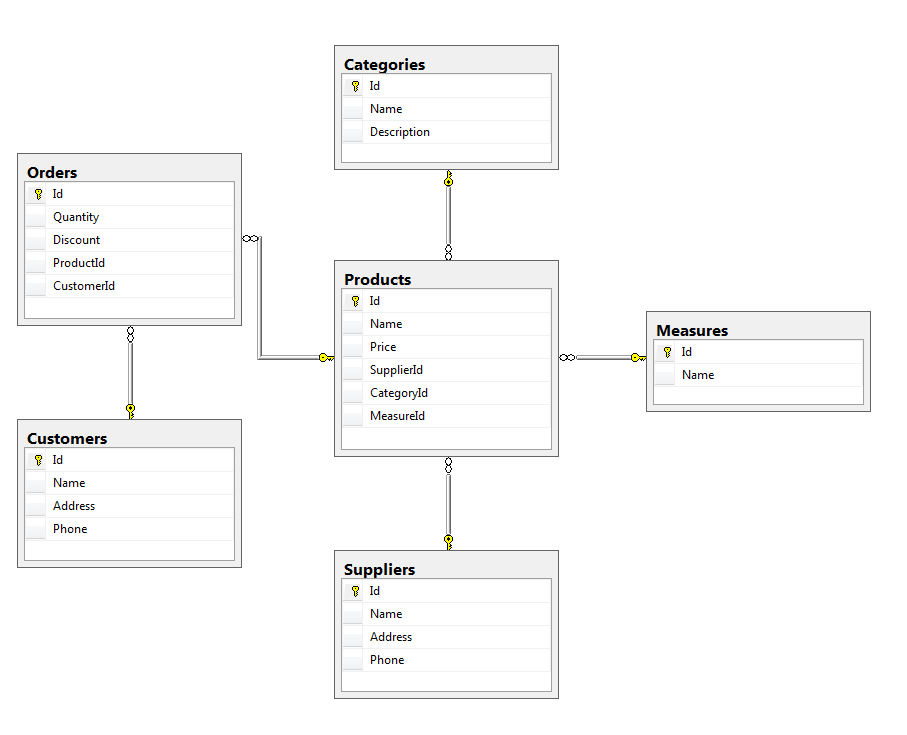 Categories
Id
Name
Description
Orders
Id
Quantity
Discount
ProductId
CustomerId
Products
Id
Name
Price
SupplierId
CategoryId
MeasureId
Measures
Id
Name
Customers
Id
Name
Address
Phone
Suppliers
Id
Name
Address
Phone